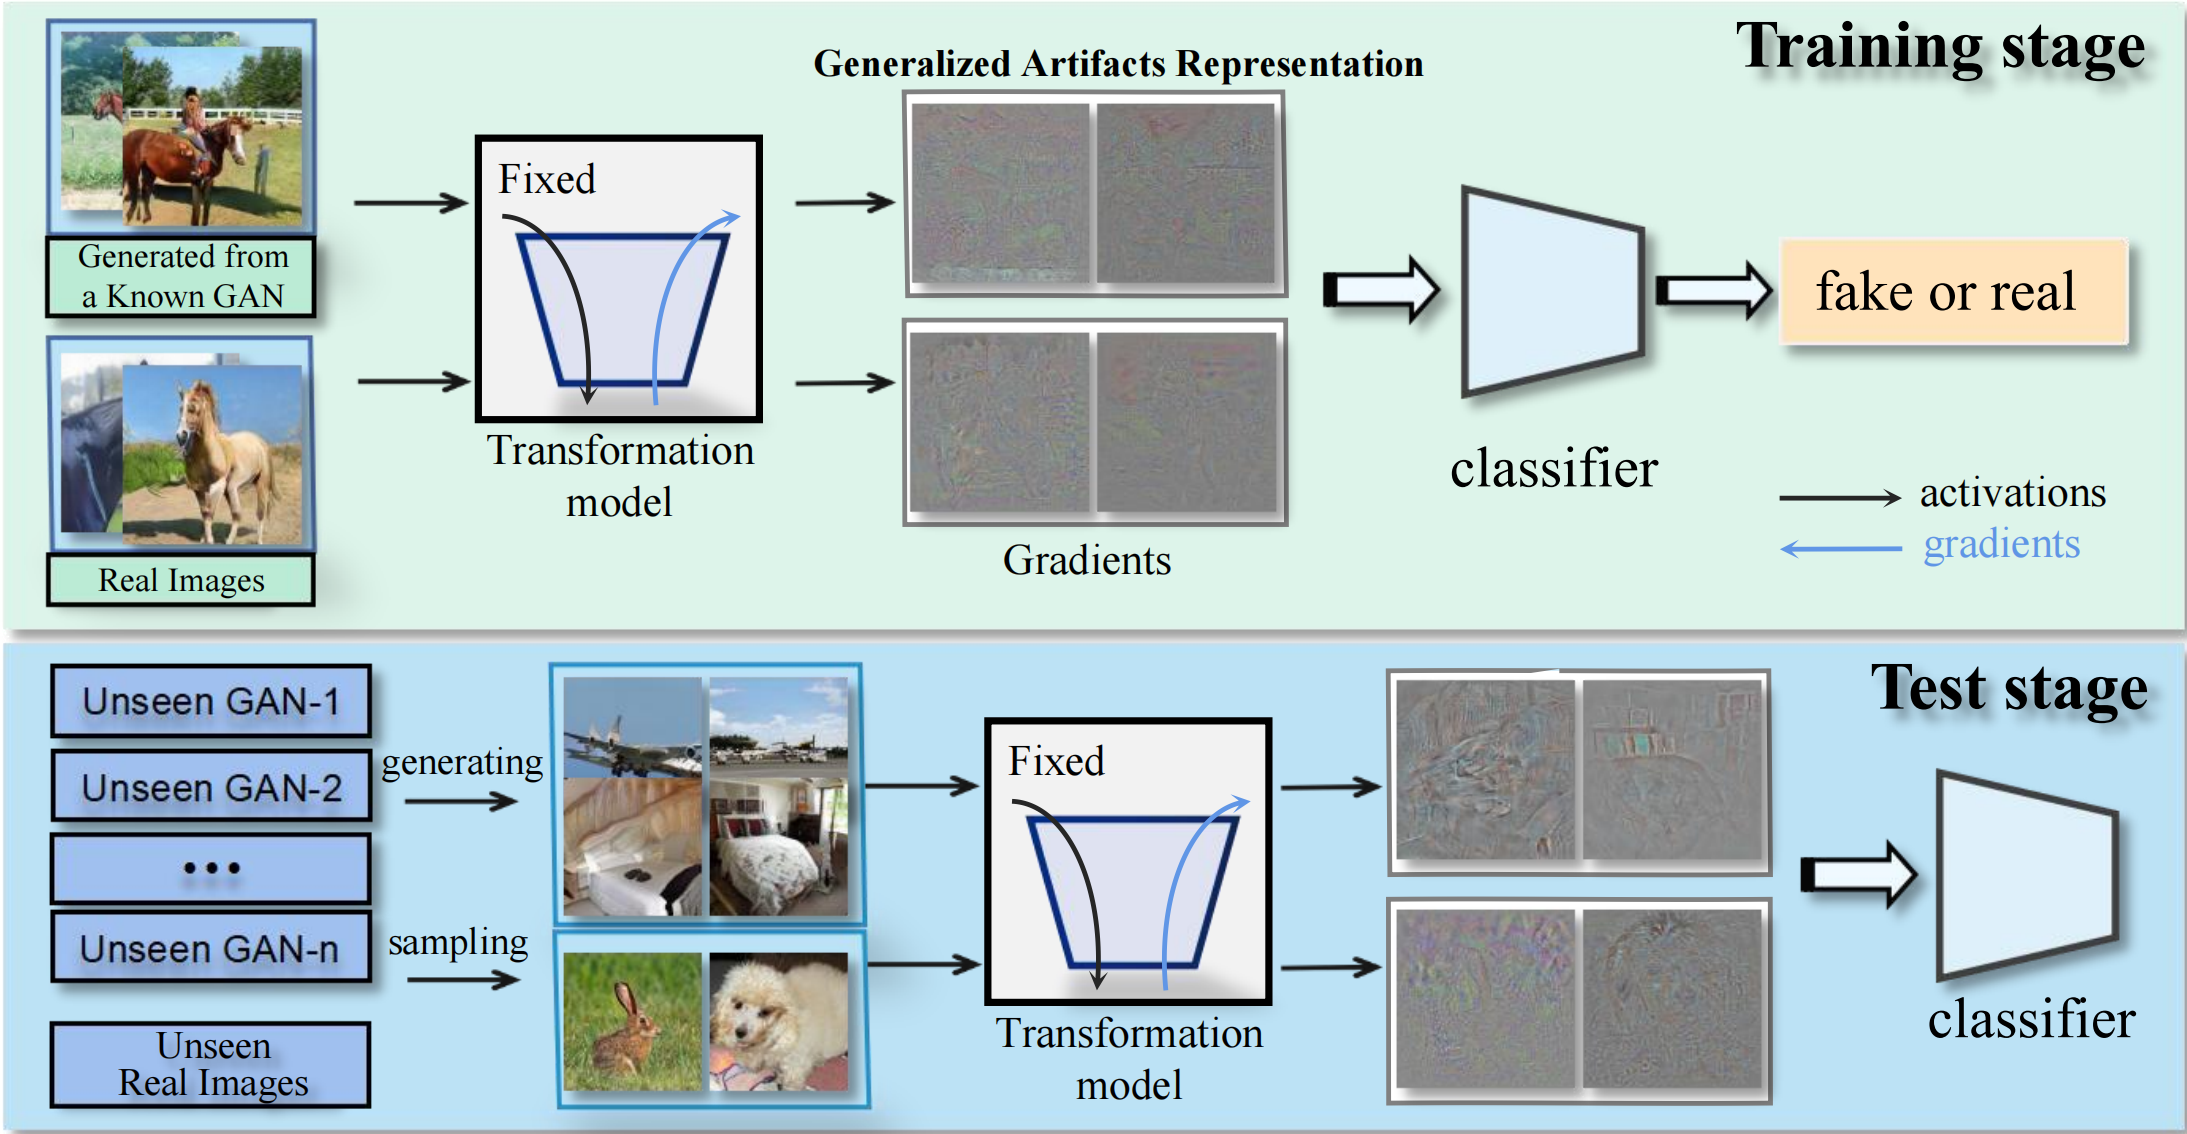 Training stage
Generalized Artifacts Representation
Generated from
a Known GAN
Real Images
Fixed
Transformation
model
Gradients
classifier
fake or real
activations
gradients
Test stage
Unseen GAN-1
Unseen GAN-2
...
Unseen GAN-n
Unseen
Real Images
generating
sampling
Fixed
Transformation
model
classifier